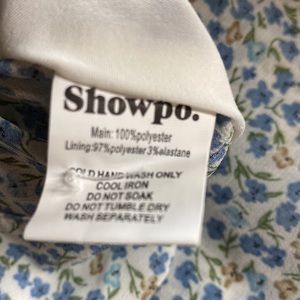 Showpo.
Main: 100%polyester
Lining:97%polyester 3%elastane
COLD HAND WASH ONLY
COOL IRON
DO NOT SOAK
DO NOT TUMBLE DRY
WASH SEPARATELY